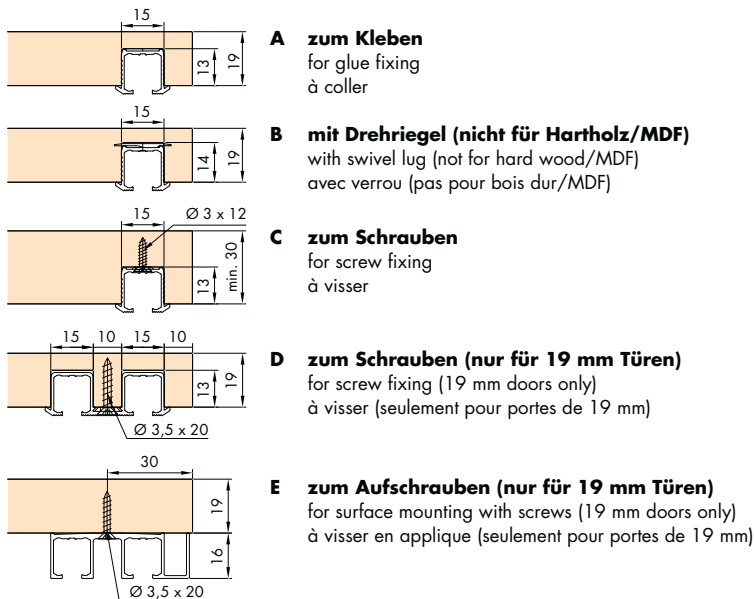 15
13
19
A zum Kleben
for glue fixing
à coller
15
14
19
B mit Drehriegel (nicht für Hartholz/MDF)
with swivel lug (not for hard wood/MDF)
avec verrou (pas pour bois dur/MDF)
15 Ø 3 x 12
13
min. 30
C zum Schrauben
for screw fixing
à visser
15 10 15 10
13
19
Ø 3,5 x 20
D zum Schrauben (nur für 19 mm Türen)
for screw fixing (19 mm doors only)
à visser (seulement pour portes de 19 mm)
30
19
16
Ø 3,5 x 20
E zum Aufschrauben (nur für 19 mm Türen)
for surface mounting with screws (19 mm doors only)
à visser en applique (seulement pour portes de 19 mm)